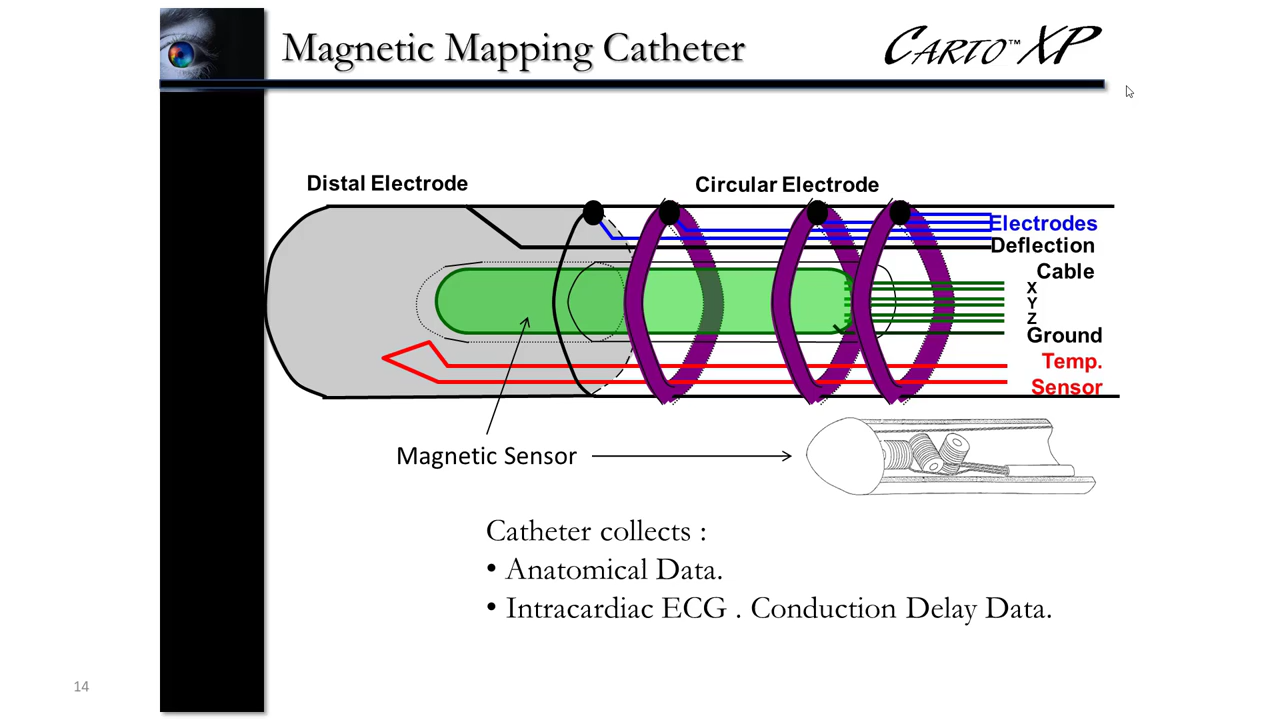 Magnetic Mapping Catheter
CARTO™ XP
Distal Electrode
Circular Electrode
Electrodes
Deflection
Cable
X
Y
Z
Ground
Temp.
Sensor
Magnetic Sensor
Catheter collects :
• Anatomical Data.
• Intracardiac ECG . Conduction Delay Data.
14